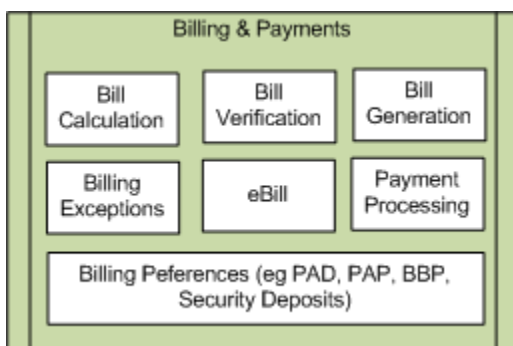 Billing & Payments
Bill
Calculation
Bill
Verification
Bill
Generation
Billing
Exceptions
eBill
Payment
Processing
Billing Peferences (eg PAD, PAP, BBP,
Security Deposits)